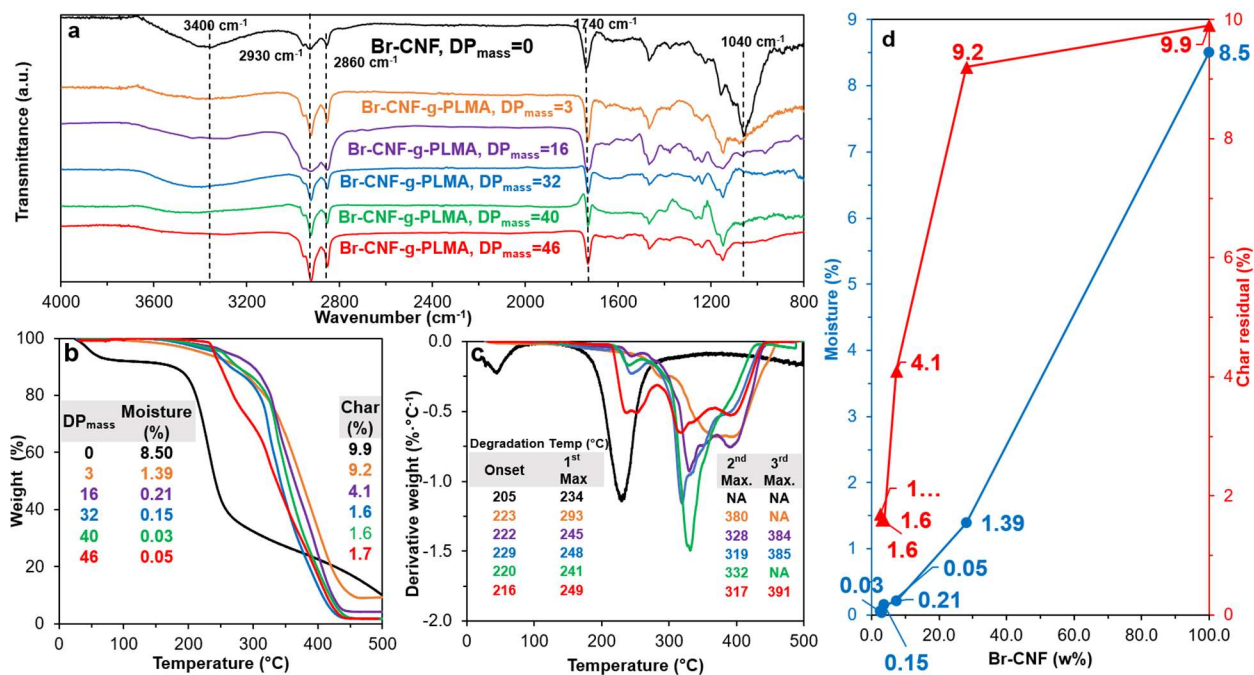 a
3400 cm-1
1740 cm-1
Br-CNF, DPmass=0
1040 cm-1
2930 cm-1
2860 cm-1
Br-CNF-g-PLMA, DPmass=3
Br-CNF-g-PLMA, DPmass=16
Br-CNF-g-PLMA, DPmass=32
Br-CNF-g-PLMA, DPmass=40
Br-CNF-g-PLMA, DPmass=46
Transmittance (a.u.)
4000 3600 3200 2800 2400 2000 1600 1200 800
Wavenumber (cm-1)
b
100
80
60
40
20
0
Weight (%)
DPmass Moisture (%) Char (%)
0 8.50 9.9
3 1.39 9.2
16 0.21 4.1
32 0.15 1.6
40 0.03 1.6
46 0.05 1.7
0 100 200 300 400 500
Temperature (°C)
c
0.0
-0.5
-1.0
-1.5
-2.0
Derivative weight (%·°C-1)
Degradation Temp (°C)
Onset 1st Max 2nd Max. 3rd Max.
205 234 NA NA
223 293 380 NA
222 245 328 384
229 248 319 385
220 241 332 NA
216 249 317 391
0 100 200 300 400 500
Temperature (°C)
d
9
8
7
6
5
4
3
2
1
0
Moisture (%)
9.2
9.9
8.5
4.1
1...
1.6
1.6
1.39
0.05
0.03
0.21
0.15
10
8
6
4
2
0
Char residual (%)
0.0 20.0 40.0 60.0 80.0 100.0
Br-CNF (w%)